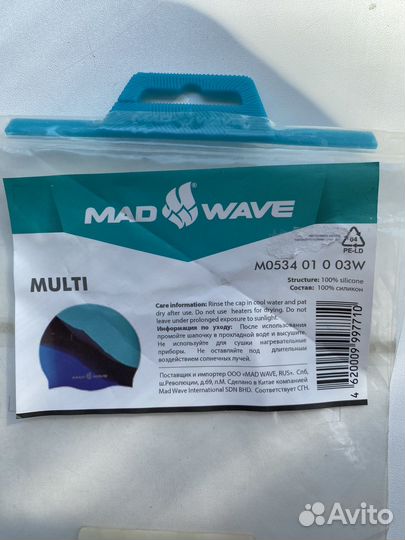 MAD WAVE
04
PE-LD
M0534 01 0 03W
Structure: 100% silicone
Состав: 100% силикон
MULTI
Care information: Rinse the cap in cool water and pat
dry after use. Do not use heaters for drying. Do not
leave under prolonged exposure to sunlight.
Информация по уходу: После использования
промойте шапочку в прохладной воде и высушите.
Не используйте для сушки нагревательные
приборы. Не оставляйте под длительным
воздействием солнечных лучей.
MAD WAVE
Поставщик и импортер ООО «MAD WAVE, RUS». Спб,
ш.Революции, д.69, л.М. Сделано в Китае компанией
Mad Wave International SDN BHD. Соответствует СГН.
4 620009 997710
Avito